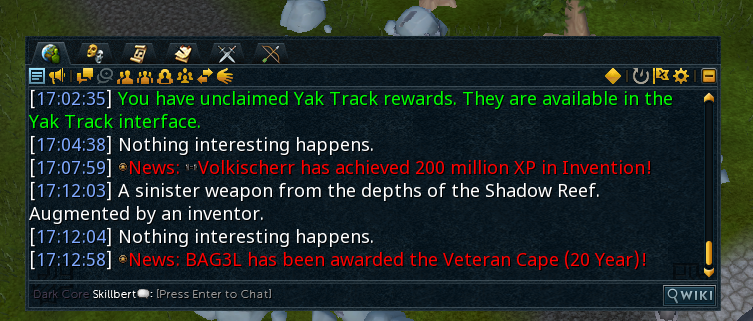 [17:02:35] You have unclaimed Yak Track rewards. They are available in the
Yak Track interface.
[17:04:38] Nothing interesting happens.
[17:07:59] News: Volkischerr has achieved 200 million XP in Invention!
[17:12:03] A sinister weapon from the depths of the Shadow Reef.
Augmented by an inventor.
[17:12:04] Nothing interesting happens.
[17:12:58] News: BAG3L has been awarded the Veteran Cape (20 Year)!
Dark Core Skillbert: [Press Enter to Chat]
WIKI